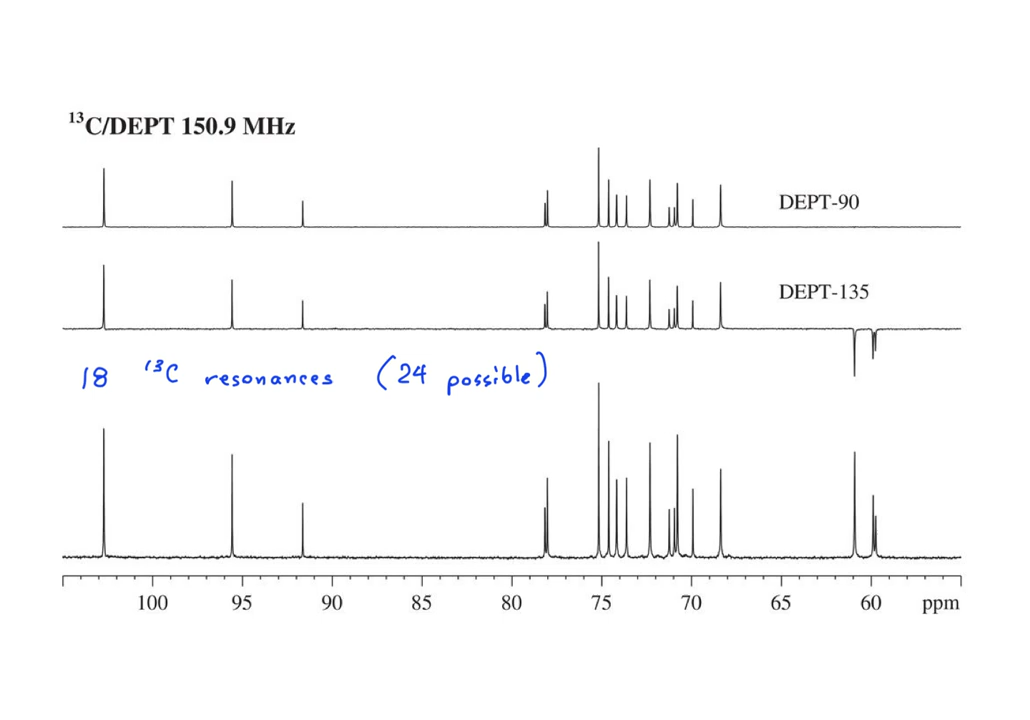 ¹³C/DEPT 150.9 MHz
DEPT-90
DEPT-135
18 ¹³C resonances (24 possible)
100 95 90 85 80 75 70 65 60 ppm